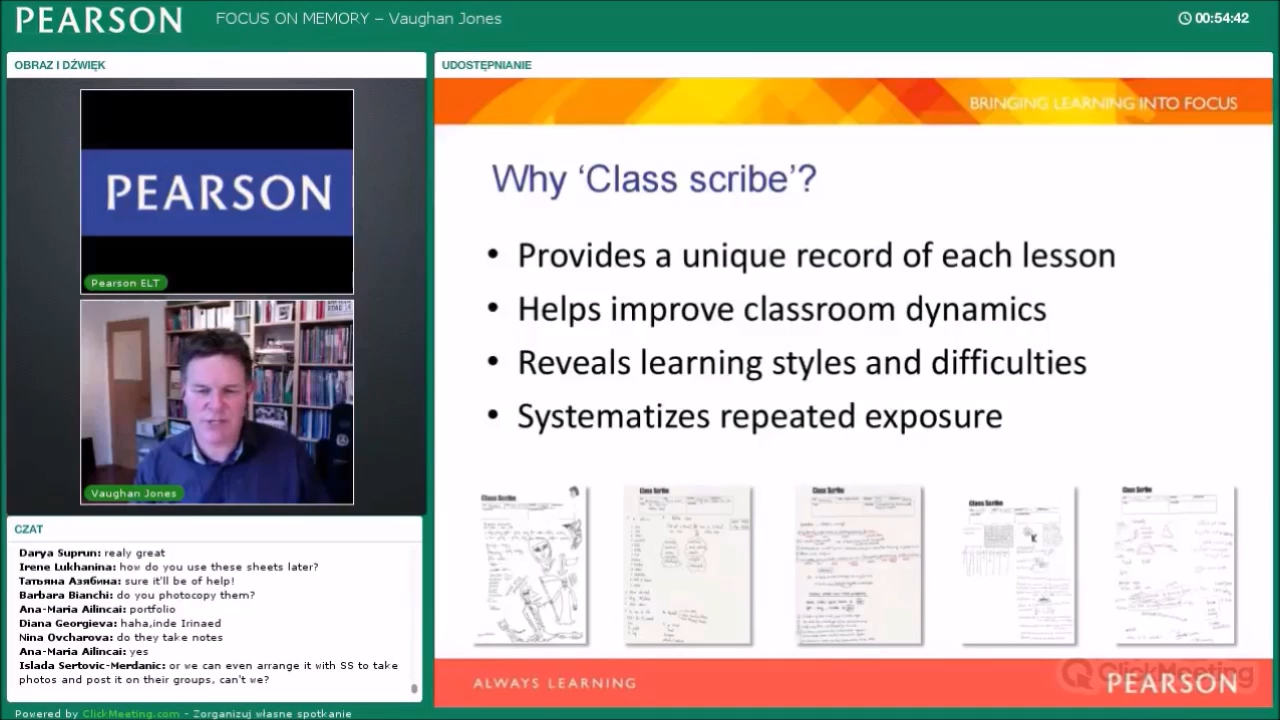 PEARSON
FOCUS ON MEMORY – Vaughan Jones
00:54:42
OBRAZ I DŹWIĘK
PEARSON
Pearson ELT
Vaughan Jones
CZAT
Darya Suprun: realy great
Irene Lukhanina: how do you use these sheets later?
Татьяна Азябина: sure it'll be of help!
Barbara Bianchi: do you photocopy them?
Ana-Maria Ailincai: portfolio
Diana Georgieva: haha,inde Irinaed
Nina Ovcharova: do they take notes
Ana-Maria Ailincai: yes
Islada Sertovic-Merdanic: or we can even arrange it with SS to take
photos and post it on their groups, can't we?
UDOSTĘPNIANIE
BRINGING LEARNING INTO FOCUS
Why ‘Class scribe’?
• Provides a unique record of each lesson
• Helps improve classroom dynamics
• Reveals learning styles and difficulties
• Systematizes repeated exposure
Class Scribe
Class Scribe
Class Scribe
Class Scribe
Class Scribe
ALWAYS LEARNING
ClickMeeting
PEARSON
Powered by ClickMeeting.com - Zorganizuj własne spotkanie